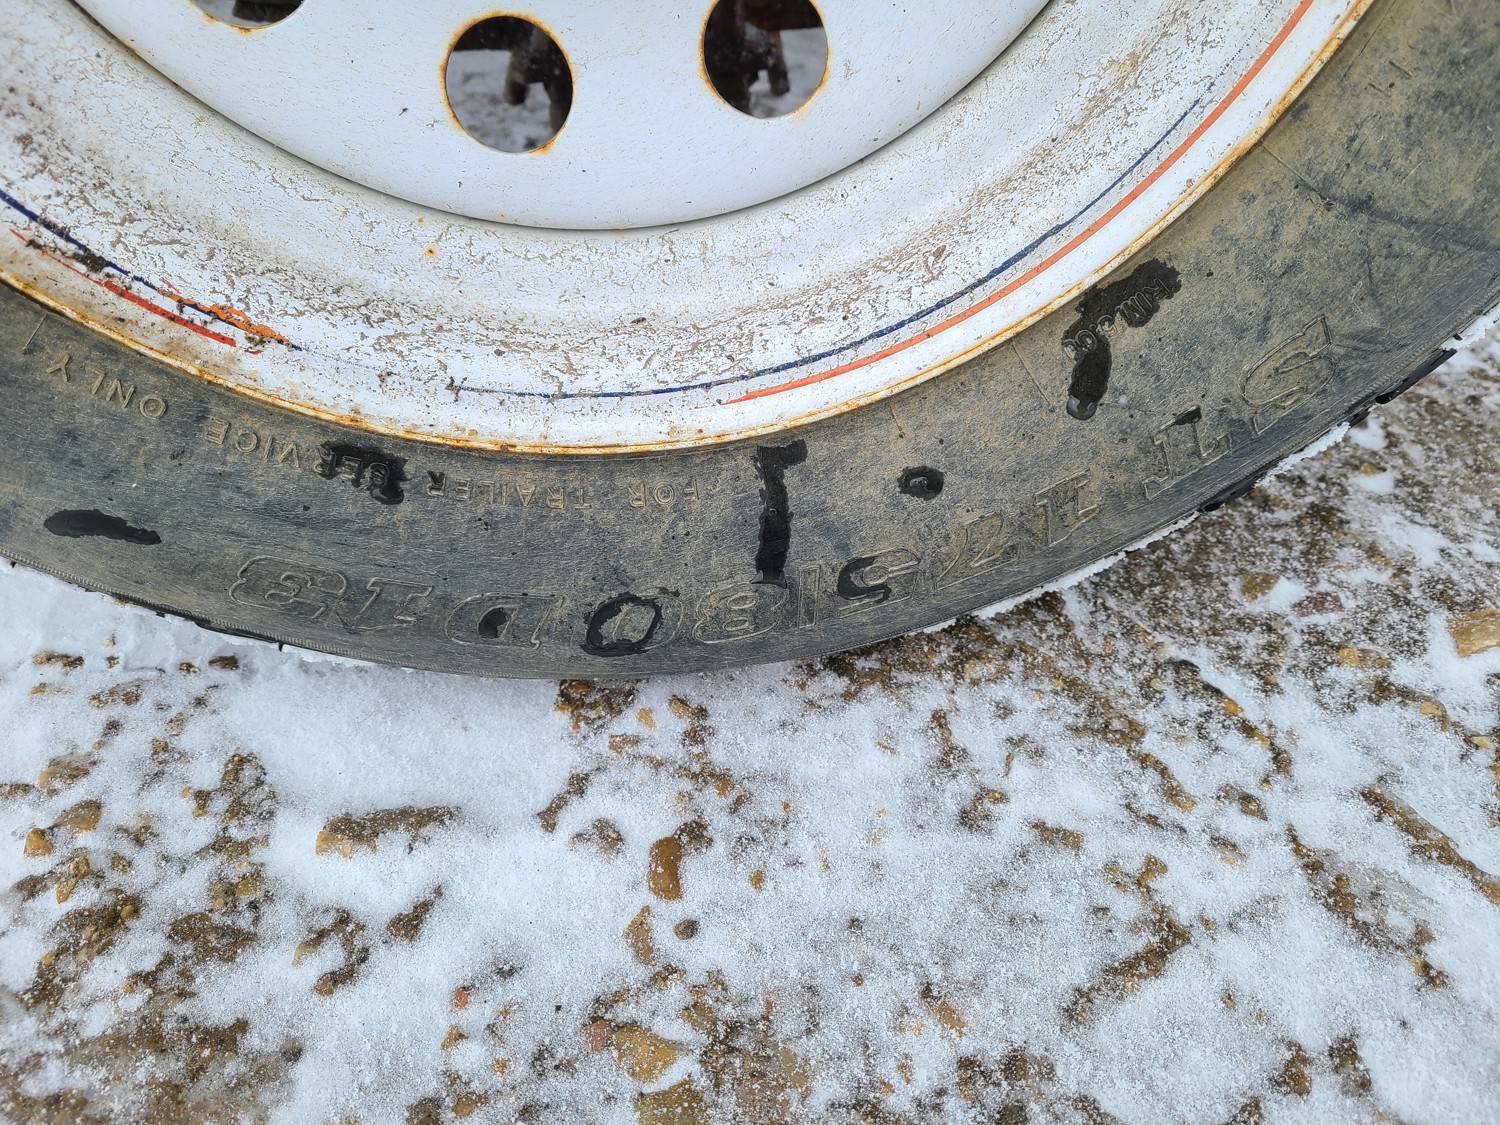 ST 175/80D13
FOR TRAILER SERVICE ONLY